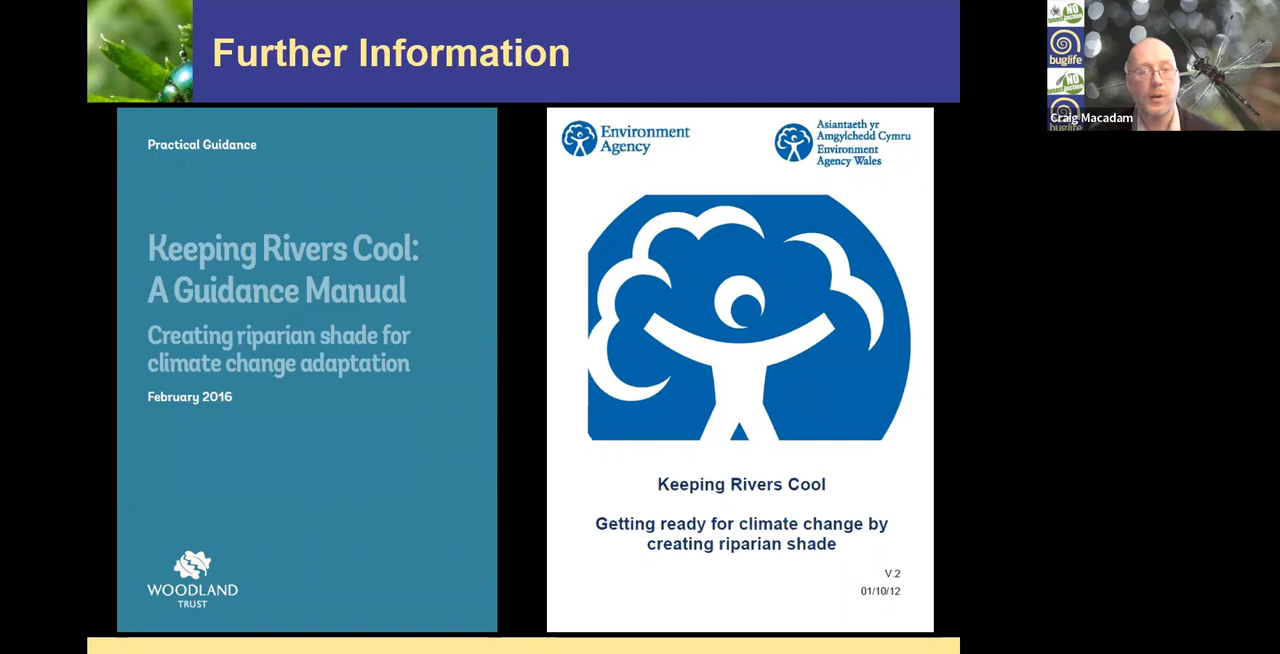 Further Information
Practical Guidance
Keeping Rivers Cool:
A Guidance Manual
Creating riparian shade for
climate change adaptation
February 2016
WOODLAND
TRUST
Environment
Agency
Asiantaeth yr
Amgylchedd Cymru
Environment
Agency Wales
Keeping Rivers Cool
Getting ready for climate change by
creating riparian shade
V.2
01/10/12
NO
buglife
NO
buglife
Craig Macadam